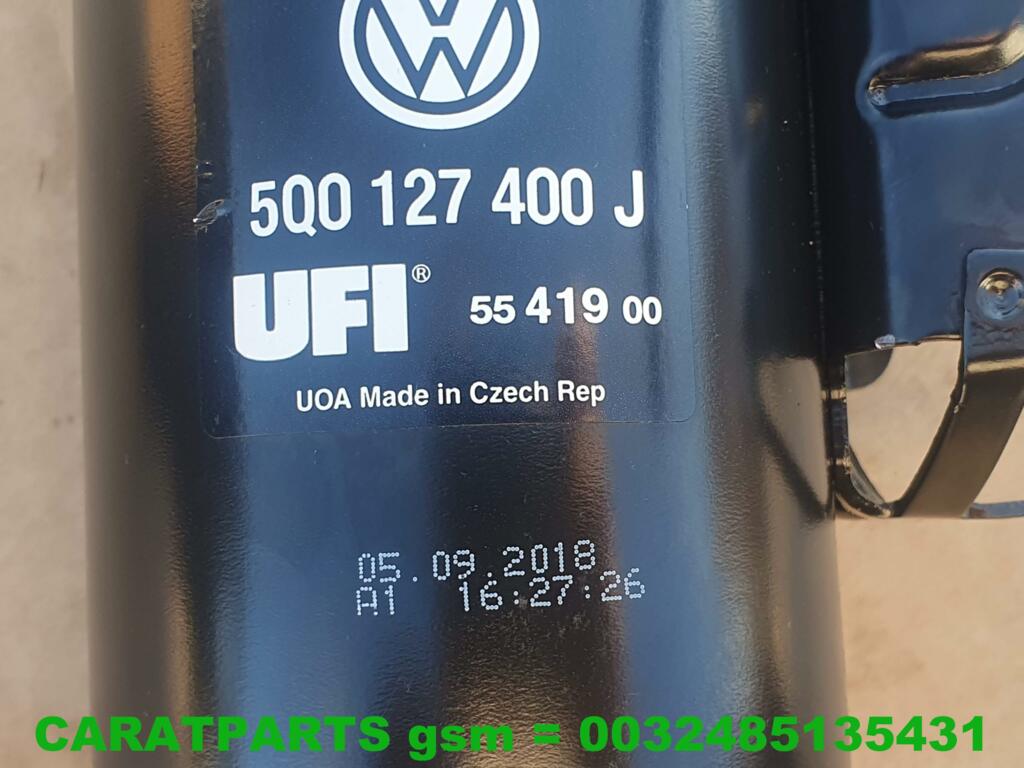 5Q0 127 400 J
UFI® 55 419 00
UOA Made in Czech Rep
05.09.2018
A1 16:27:26
CARATPARTS gsm = 0032485135431